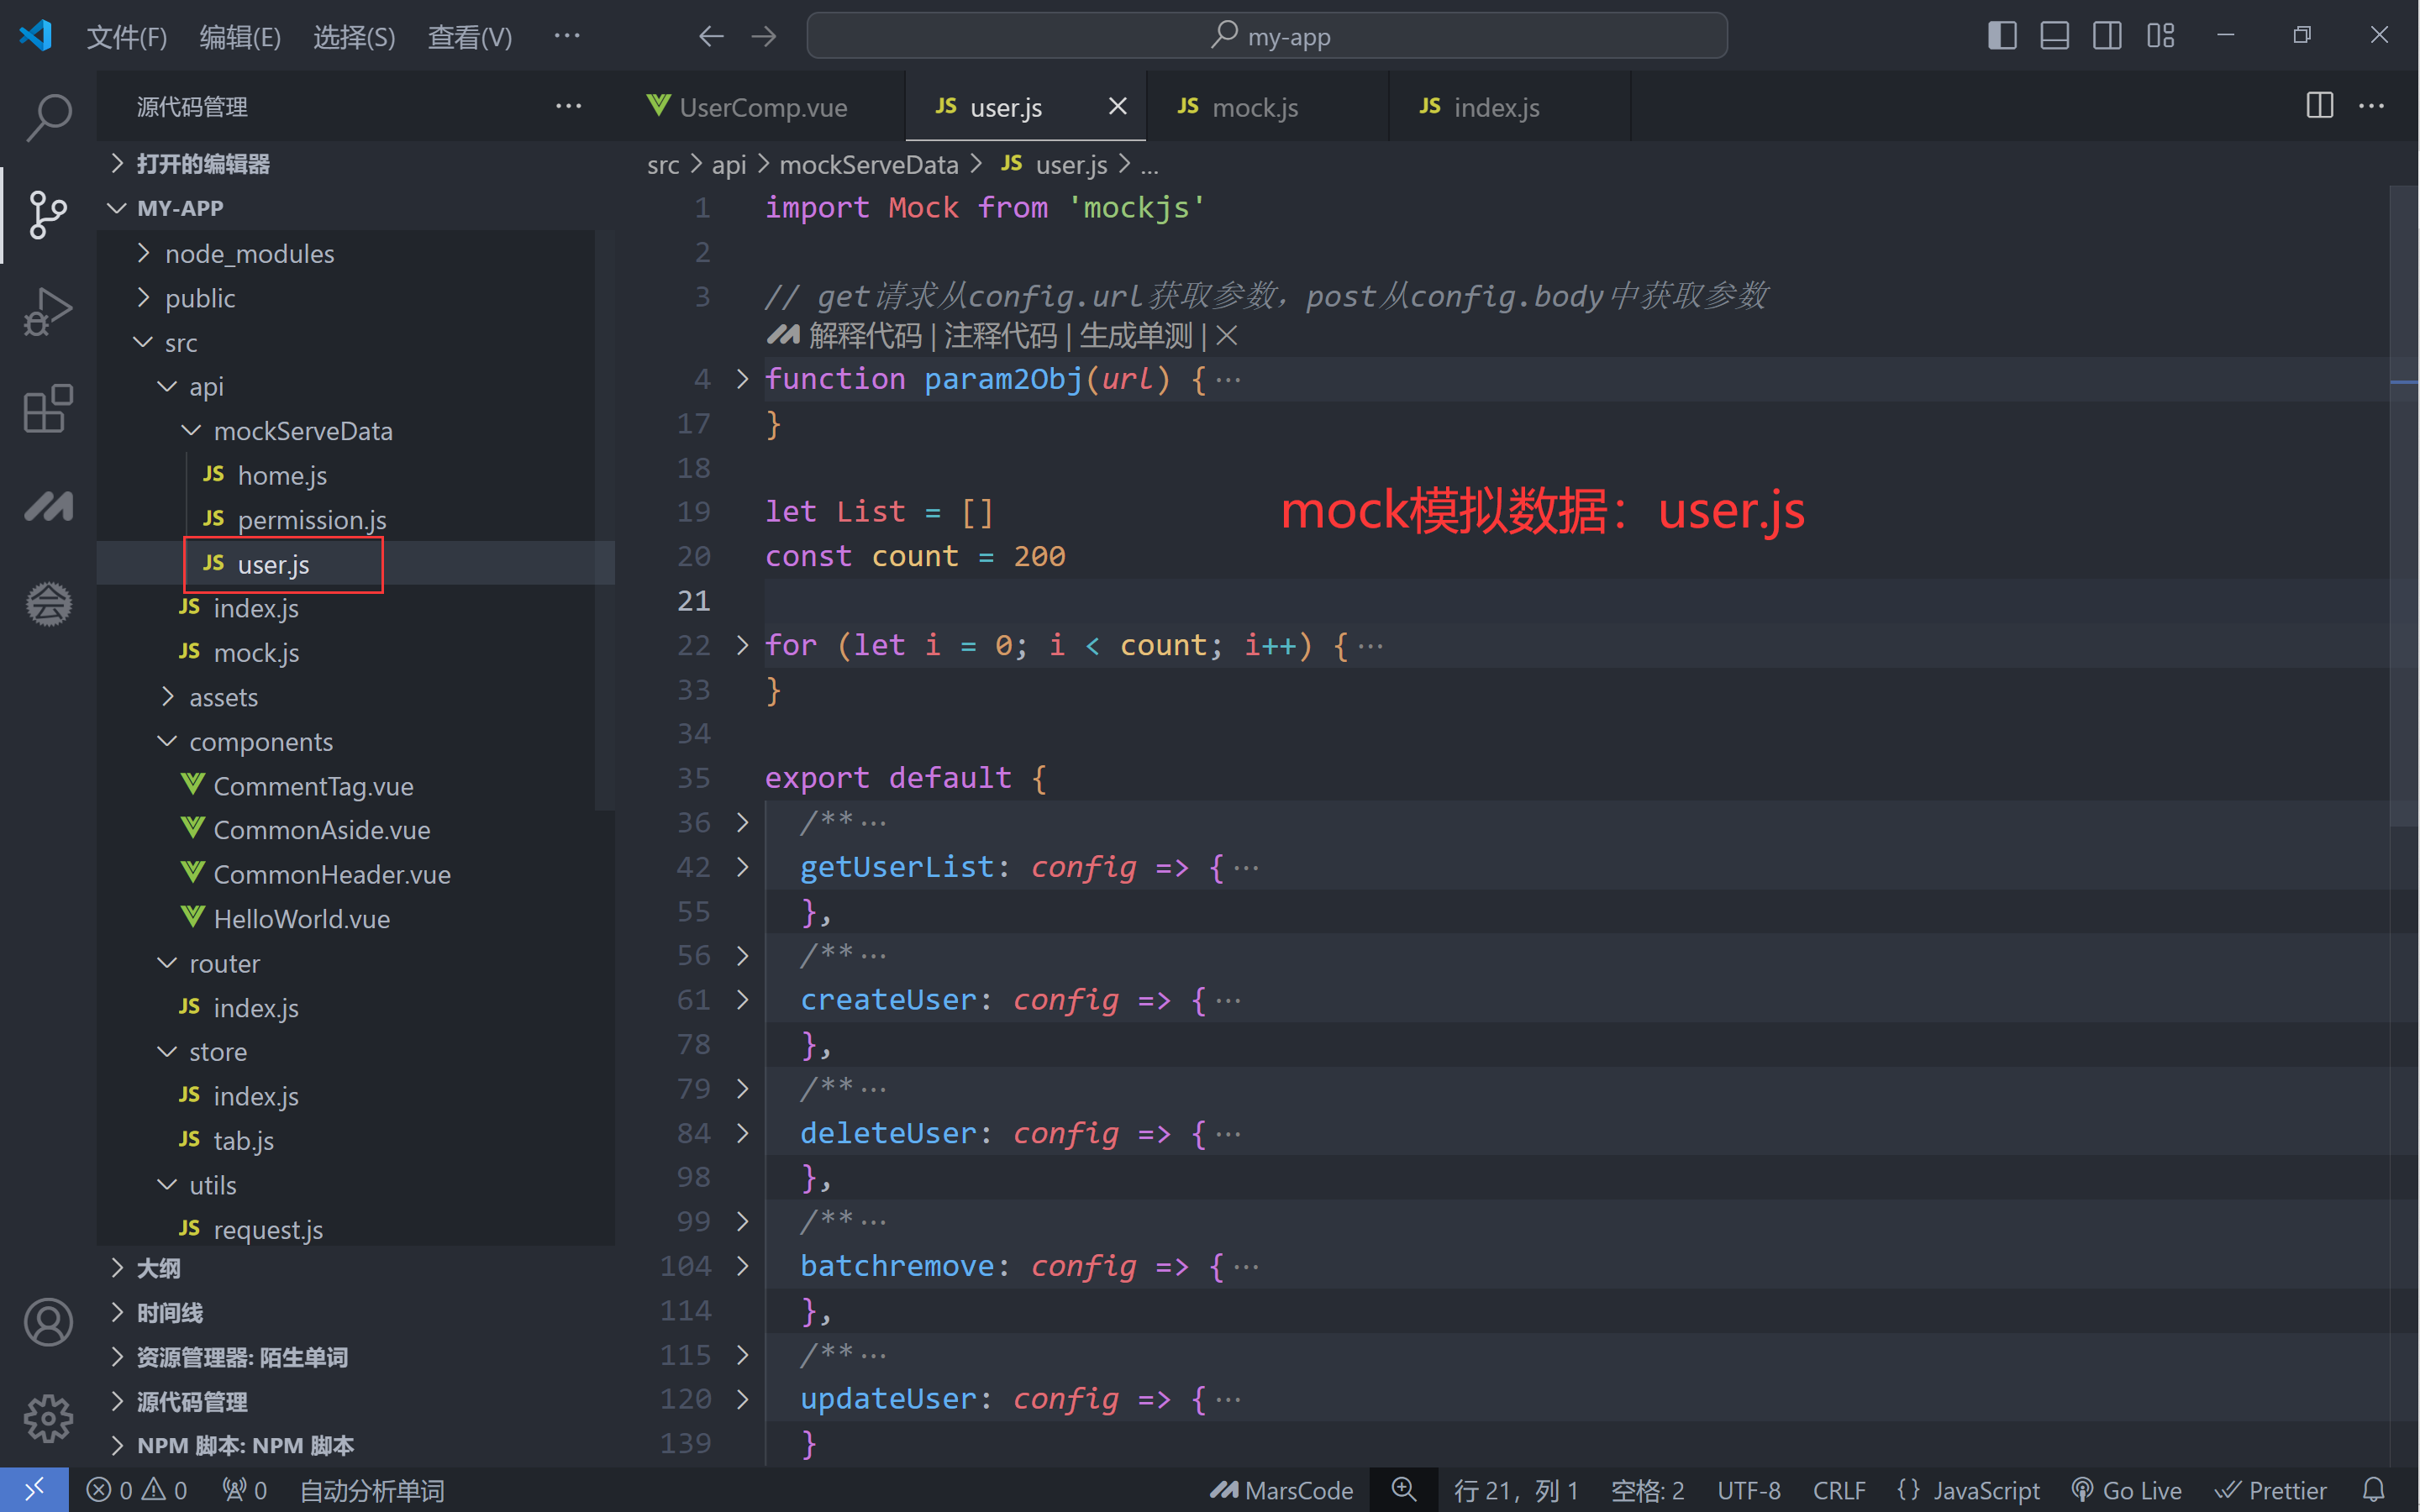 文件(F) 编辑(E) 选择(S) 查看(V) ··· my-app
源代码管理 ···
打开的编辑器
MY-APP
node_modules
public
src
api
mockServeData
JS home.js
JS permission.js
JS user.js
JS index.js
JS mock.js
assets
components
CommentTag.vue
CommonAside.vue
CommonHeader.vue
HelloWorld.vue
router
JS index.js
store
JS index.js
JS tab.js
utils
JS request.js
大纲
时间线
资源管理器: 陌生单词
源代码管理
NPM 脚本: NPM 脚本
UserComp.vue JS user.js JS mock.js JS index.js
src > api > mockServeData > JS user.js > ...
1 import Mock from 'mockjs'
2
3 // get请求从config.url获取参数，post从config.body中获取参数
解释代码 | 注释代码 | 生成单测 |
4 function param2Obj(url) { ···
17 }
18
19 let List = []
mock模拟数据：user.js
20 const count = 200
21
22 for (let i = 0; i < count; i++) { ···
33 }
34
35 export default {
36 /** ···
42 getUserList: config => { ···
55 },
56 /** ···
61 createUser: config => { ···
78 },
79 /** ···
84 deleteUser: config => { ···
98 },
99 /** ···
104 batchremove: config => { ···
114 },
115 /** ···
120 updateUser: config => { ···
139 }
会
0 0 0 自动分析单词 MarsCode 行 21，列 1 空格: 2 UTF-8 CRLF {} JavaScript Go Live Prettier